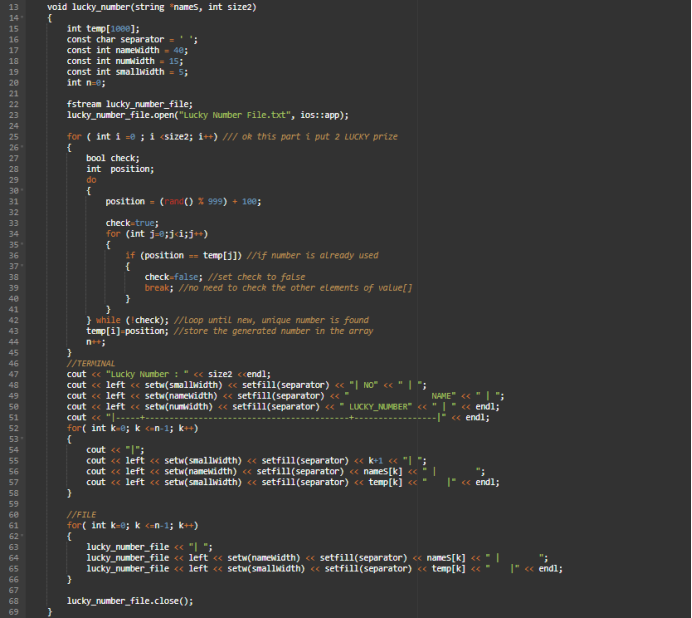 13 void lucky_number(string *nameS, int size2)
14 {
15 int temp[1000];
16 const char separator = ' ';
17 const int nameWidth = 40;
18 const int numWidth = 15;
19 const int smallWidth = 5;
20 int n=0;
21
22 fstream lucky_number_file;
23 lucky_number_file.open("Lucky Number File.txt", ios::app);
24
25 for ( int i =0 ; i <size2; i++) /// ok this part i put 2 LUCKY prize
26 {
27 bool check;
28 int position;
29 do
30 {
31 position = (rand() % 999) + 100;
32
33 check=true;
34 for (int j=0;j<i;j++)
35 {
36 if (position == temp[j]) //if number is already used
37 {
38 check=false; //set check to false
39 break; //no need to check the other elements of value[]
40 }
41 }
42 } while (!check); //loop until new, unique number is found
43 temp[i]=position; //store the generated number in the array
44 n++;
45 }
46 //TERMINAL
47 cout << "Lucky Number : " << size2 <<endl;
48 cout << left << setw(smallWidth) << setfill(separator) << "| NO" << " | ";
49 cout << left << setw(nameWidth) << setfill(separator) << " NAME" << " | ";
50 cout << left << setw(numWidth) << setfill(separator) << " LUCKY_NUMBER" << " | " << endl;
51 cout << "|-----+------------------------------------------+-----------------|" << endl;
52 for( int k=0; k <=n-1; k++)
53 {
54 cout << "|";
55 cout << left << setw(smallWidth) << setfill(separator) << k+1 << "| ";
56 cout << left << setw(nameWidth) << setfill(separator) << nameS[k] << " | ";
57 cout << left << setw(smallWidth) << setfill(separator) << temp[k] << " |" << endl;
58 }
59
60 //FILE
61 for( int k=0; k <=n-1; k++)
62 {
63 lucky_number_file << "| ";
64 lucky_number_file << left << setw(nameWidth) << setfill(separator) << nameS[k] << " | ";
65 lucky_number_file << left << setw(smallWidth) << setfill(separator) << temp[k] << " |" << endl;
66 }
67
68 lucky_number_file.close();
69 }